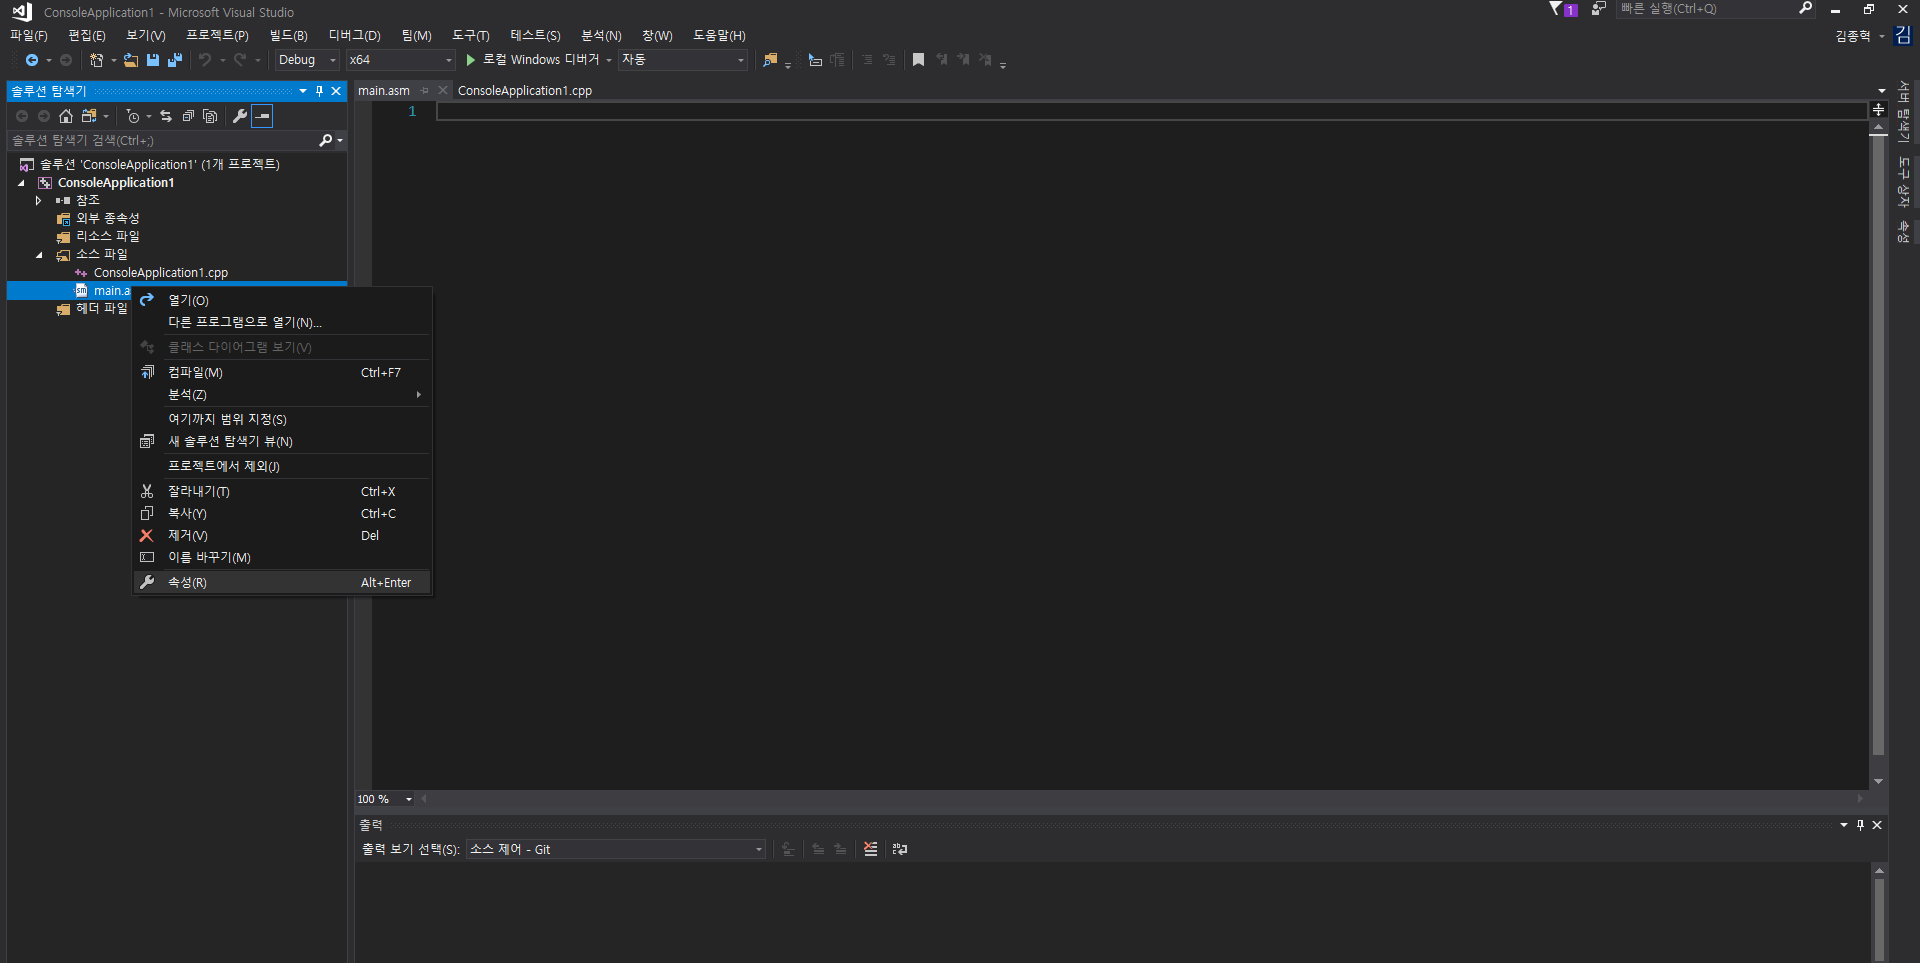 ConsoleApplication1 - Microsoft Visual Studio
1
빠른 실행(Ctrl+Q)
파일(F) 편집(E) 보기(V) 프로젝트(P) 빌드(B) 디버그(D) 팀(M) 도구(T) 테스트(S) 분석(N) 창(W) 도움말(H)
김종혁
김
Debug x64 로컬 Windows 디버거 자동
솔루션 탐색기
main.asm ConsoleApplication1.cpp
1
솔루션 탐색기 검색(Ctrl+;)
솔루션 'ConsoleApplication1' (1개 프로젝트)
ConsoleApplication1
참조
외부 종속성
리소스 파일
소스 파일
ConsoleApplication1.cpp
main.a
헤더 파일
열기(O)
다른 프로그램으로 열기(N)...
클래스 다이어그램 보기(V)
컴파일(M) Ctrl+F7
분석(Z)
여기까지 범위 지정(S)
새 솔루션 탐색기 뷰(N)
프로젝트에서 제외(J)
잘라내기(T) Ctrl+X
복사(Y) Ctrl+C
제거(V) Del
이름 바꾸기(M)
속성(R) Alt+Enter
서버 탐색기
도구 상자
속성
100 %
출력
출력 보기 선택(S): 소스 제어 - Git